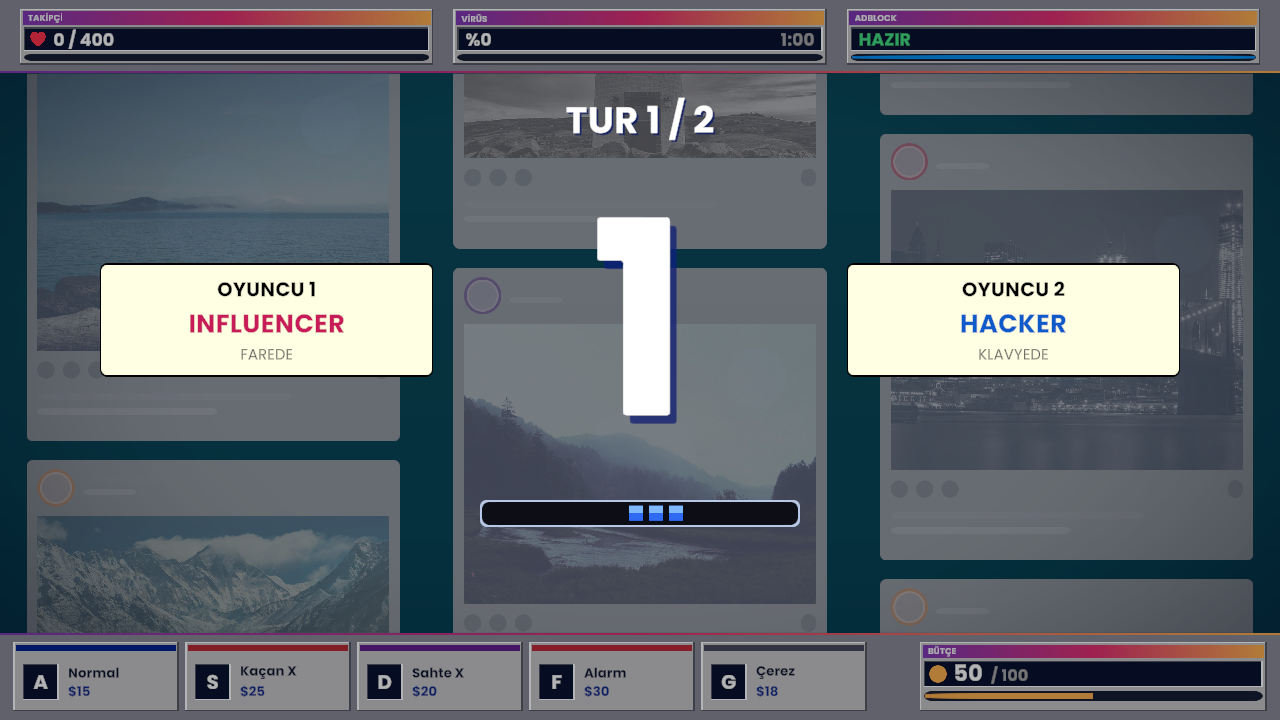 TAKİPÇİ
0 / 400
VİRÜS
%0 1:00
ADBLOCK
HAZIR
TUR 1 / 2
1
OYUNCU 1
INFLUENCER
FAREDE
OYUNCU 2
HACKER
KLAVYEDE
A Normal
$15
S Kaçan X
$25
D Sahte X
$20
F Alarm
$30
G Çerez
$18
BÜTÇE
50 / 100